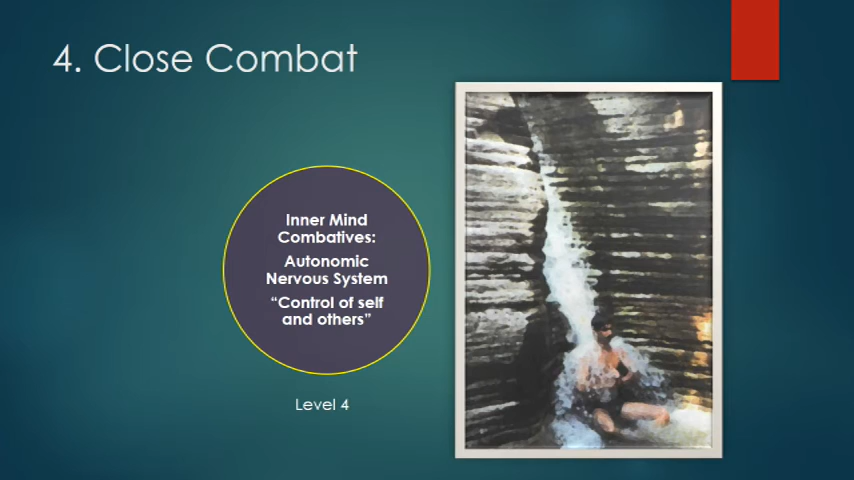 4. Close Combat
Inner Mind
Combatives:
Autonomic
Nervous System
“Control of self
and others”
Level 4